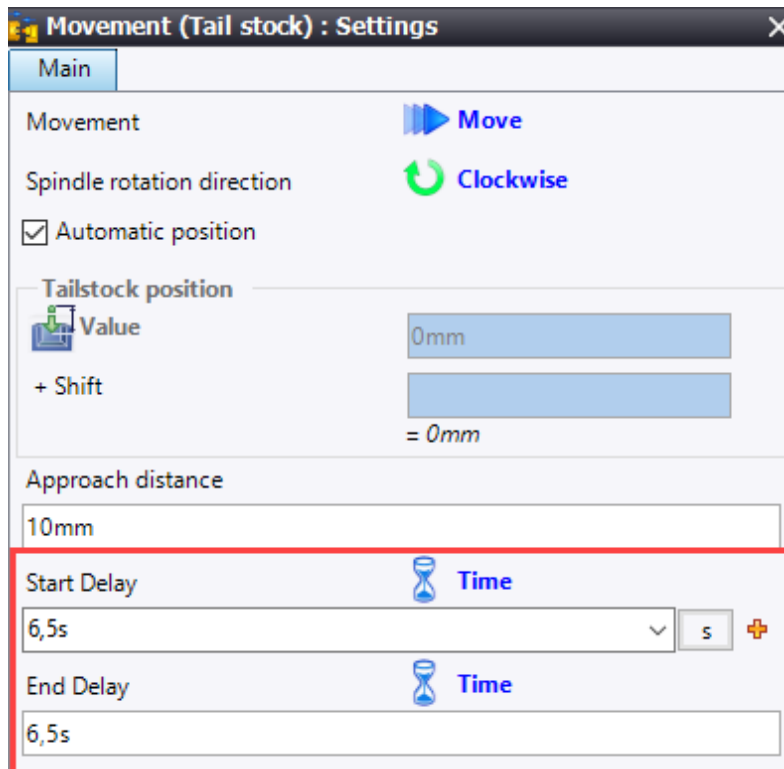 Movement (Tail stock) : Settings
Main
Movement Move
Spindle rotation direction Clockwise
Automatic position
Tailstock position
Value 0mm
+ Shift
= 0mm
Approach distance
10mm
Start Delay Time
6,5s s
End Delay Time
6,5s